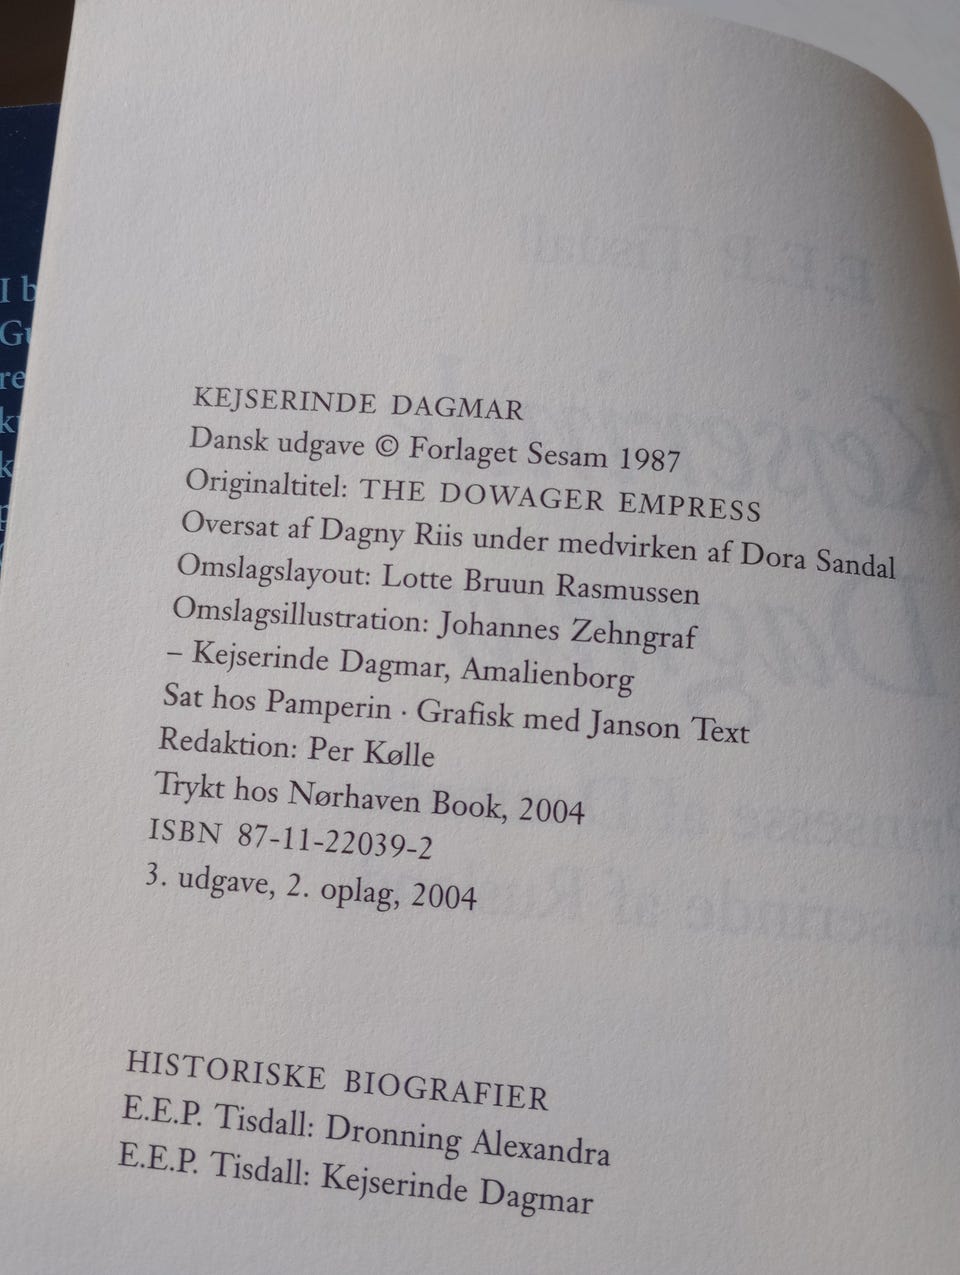 I b
Gu
re
k
k
KEJSERINDE DAGMAR
Dansk udgave © Forlaget Sesam 1987
Originaltitel: THE DOWAGER EMPRESS
Oversat af Dagny Riis under medvirken af Dora Sandal
Omslagslayout: Lotte Bruun Rasmussen
Omslagsillustration: Johannes Zehngraf
– Kejserinde Dagmar, Amalienborg
Sat hos Pamperin · Grafisk med Janson Text
Redaktion: Per Kølle
Trykt hos Nørhaven Book, 2004
ISBN 87-11-22039-2
3. udgave, 2. oplag, 2004
HISTORISKE BIOGRAFIER
E.E.P. Tisdall: Dronning Alexandra
E.E.P. Tisdall: Kejserinde Dagmar